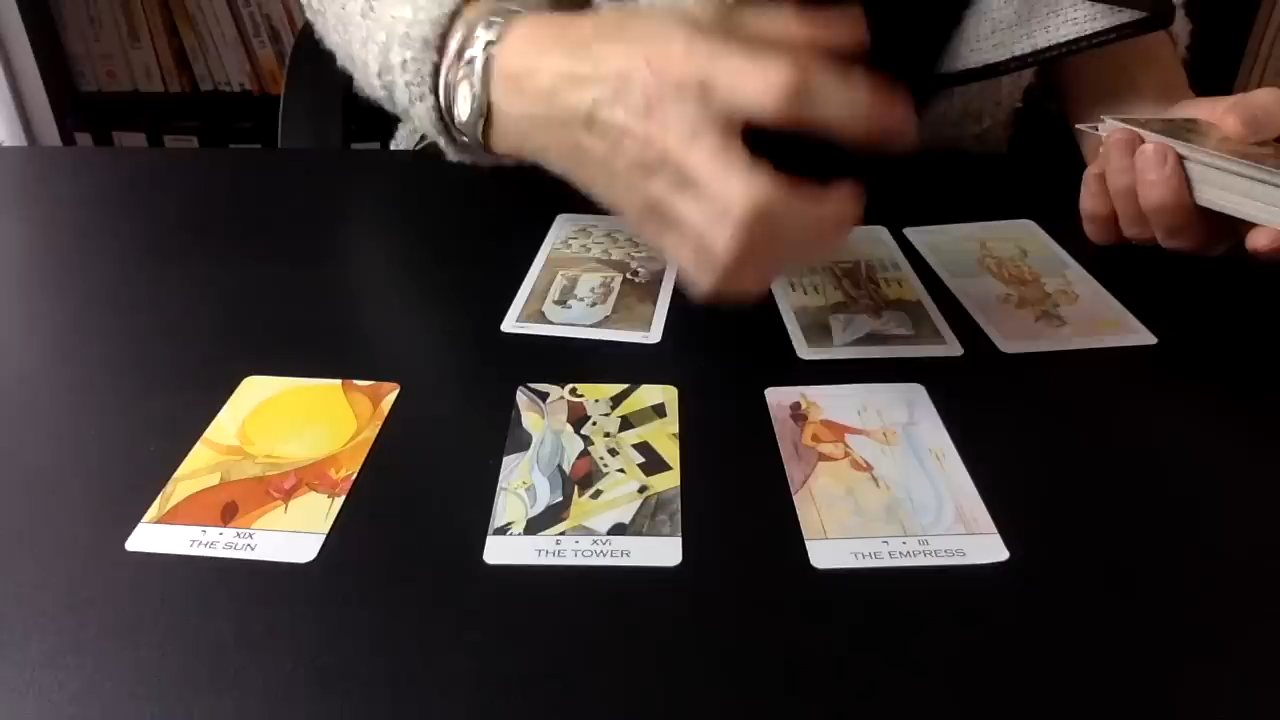 XIX
THE SUN
XVI
THE TOWER
III
THE EMPRESS